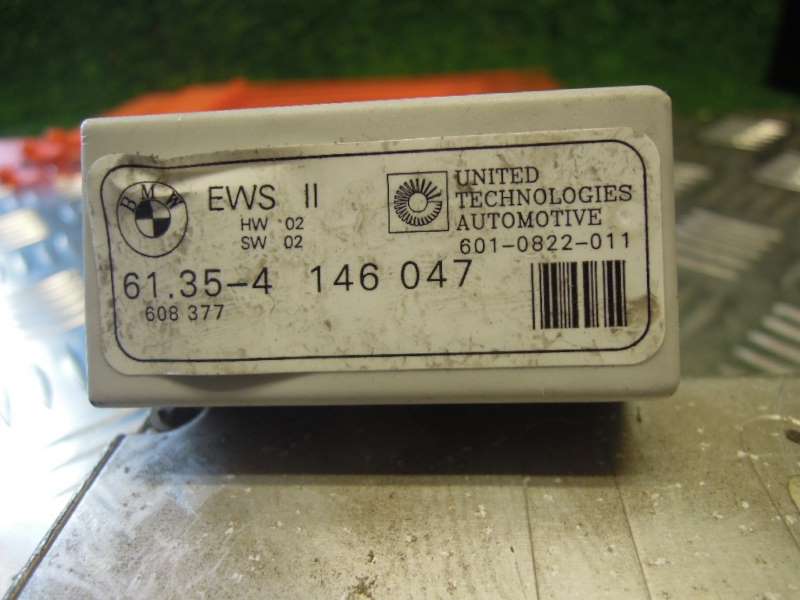 BMW
EWS II
HW 02
SW 02
UNITED
TECHNOLOGIES
AUTOMOTIVE
601-0822-011
61.35-4 146 047
608 377